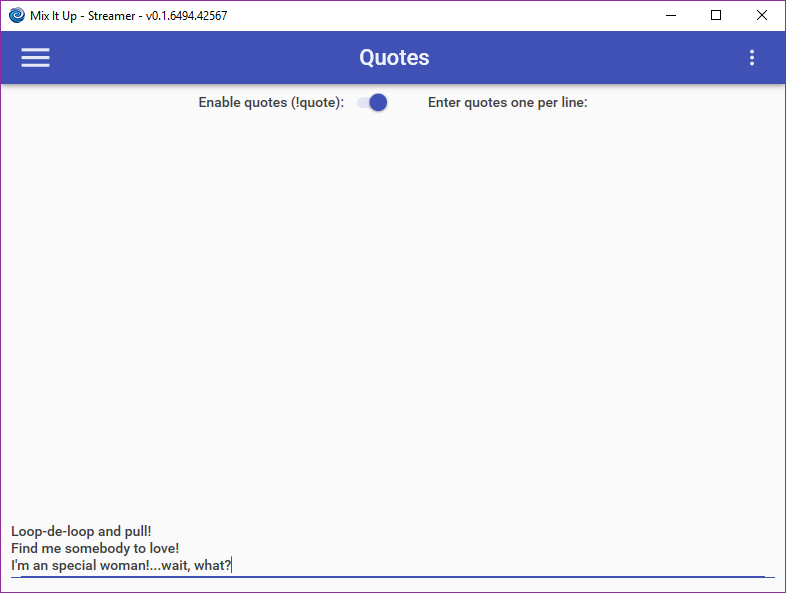 Mix It Up - Streamer - v0.1.6494.42567
Quotes
Enable quotes (!quote): Enter quotes one per line:
Loop-de-loop and pull!
Find me somebody to love!
I'm an special woman!...wait, what?